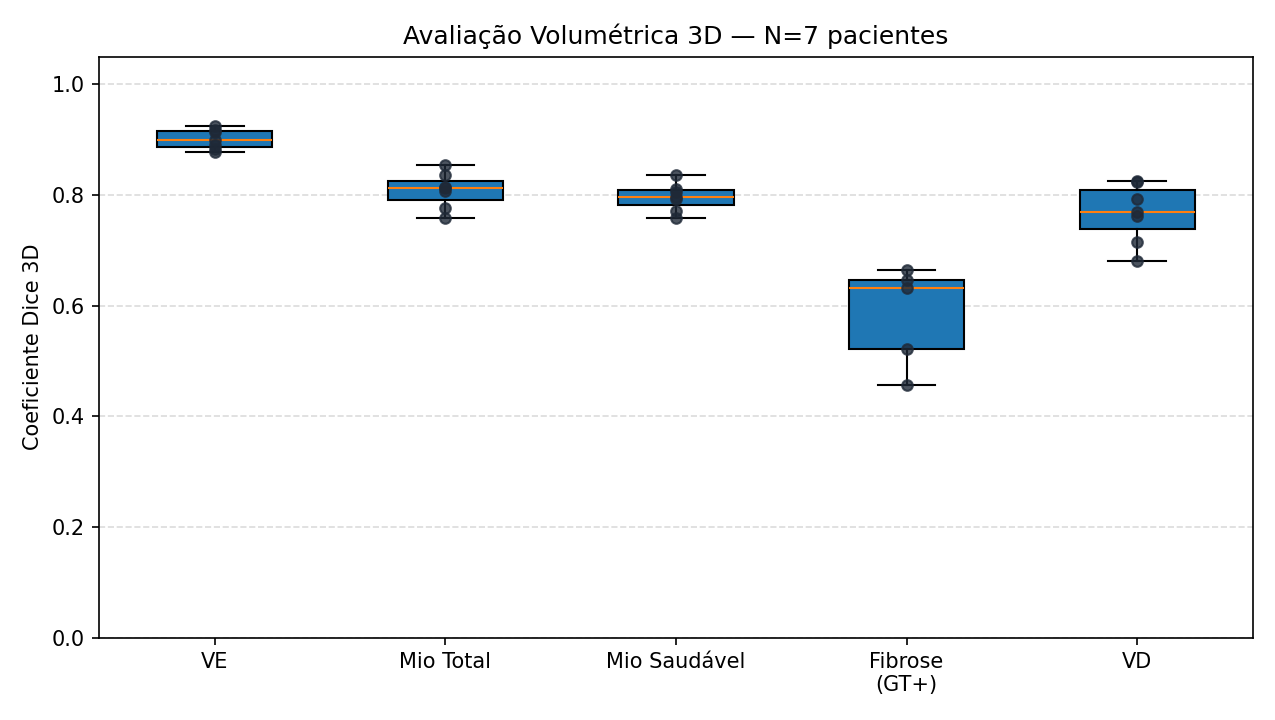 Avaliação Volumétrica 3D — N=7 pacientes
Coeficiente Dice 3D
1.0
0.8
0.6
0.4
0.2
0.0
VE
Mio Total
Mio Saudável
Fibrose
(GT+)
VD